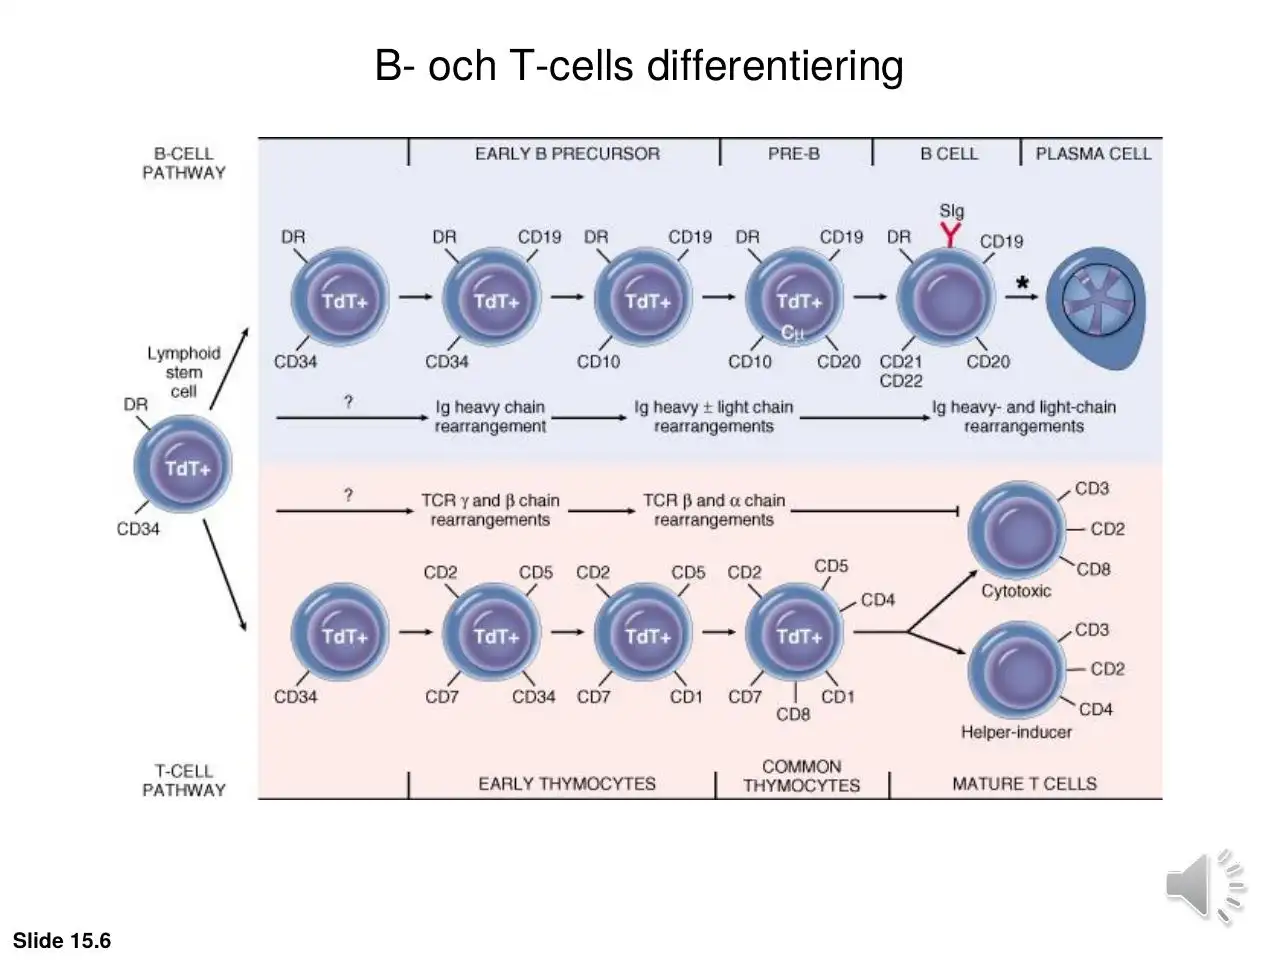 B- och T-cells differentiering
B-CELL
PATHWAY
EARLY B PRECURSOR
PRE-B
B CELL
PLASMA CELL
SIg
DR
DR
CD19
DR
CD19
DR
CD19
DR
CD19
TdT+
TdT+
TdT+
TdT+
Cμ
*
CD34
CD34
CD10
CD10
CD20
CD21
CD22
CD20
Lymphoid
stem
cell
DR
TdT+
CD34
?
Ig heavy chain
rearrangement
Ig heavy ± light chain
rearrangements
Ig heavy- and light-chain
rearrangements
?
TCR γ and β chain
rearrangements
TCR β and α chain
rearrangements
CD3
CD2
CD8
Cytotoxic
CD2
CD5
CD2
CD5
CD2
CD5
CD4
TdT+
TdT+
TdT+
TdT+
CD34
CD7
CD34
CD7
CD1
CD7
CD8
CD1
CD3
CD2
CD4
Helper-inducer
T-CELL
PATHWAY
EARLY THYMOCYTES
COMMON
THYMOCYTES
MATURE T CELLS
Slide 15.6